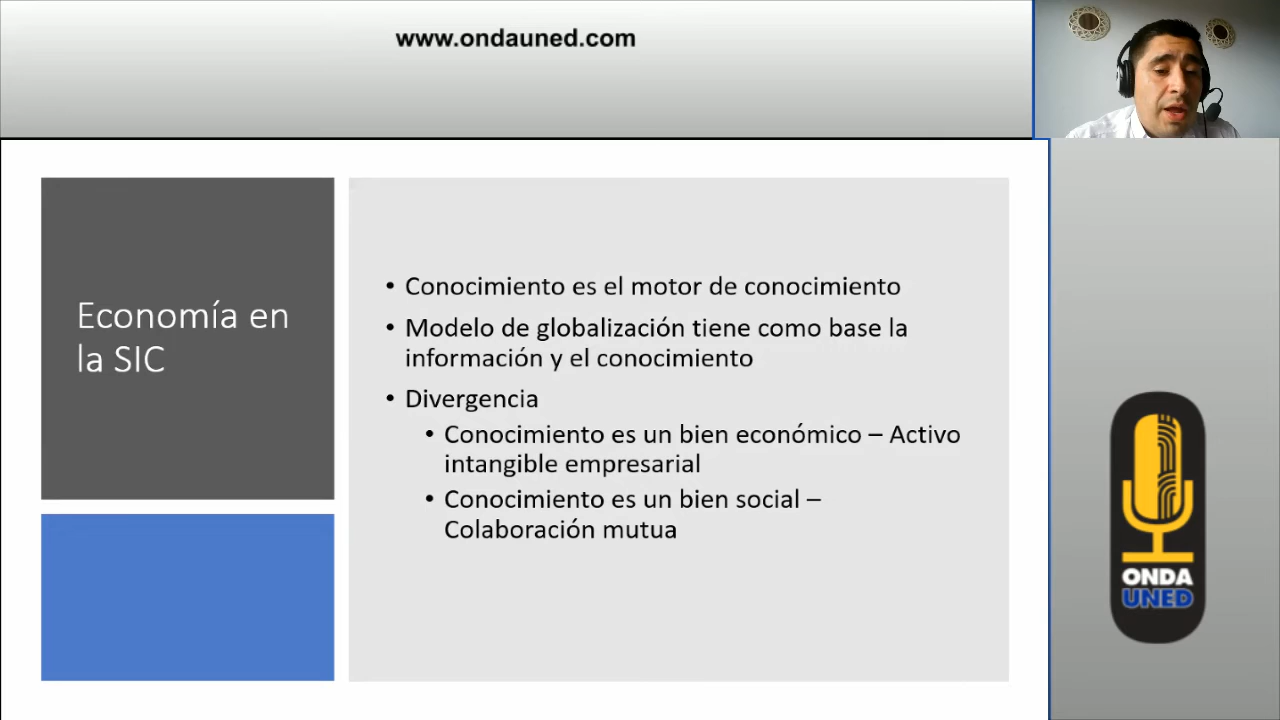 www.ondauned.com
Economía en
la SIC
• Conocimiento es el motor de conocimiento
• Modelo de globalización tiene como base la
información y el conocimiento
• Divergencia
• Conocimiento es un bien económico – Activo
intangible empresarial
• Conocimiento es un bien social –
Colaboración mutua
ONDA
UNED